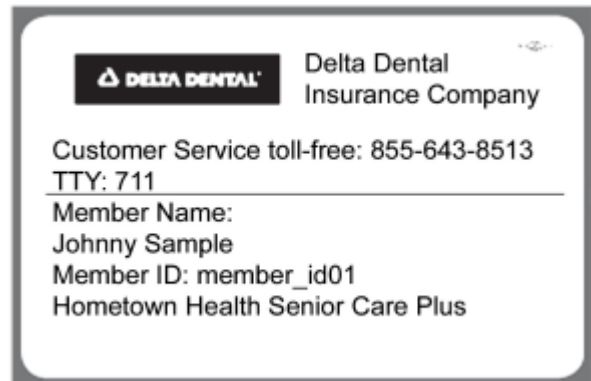 DELTA DENTAL
Delta Dental
Insurance Company
Customer Service toll-free: 855-643-8513
TTY: 711
Member Name:
Johnny Sample
Member ID: member_id01
Hometown Health Senior Care Plus